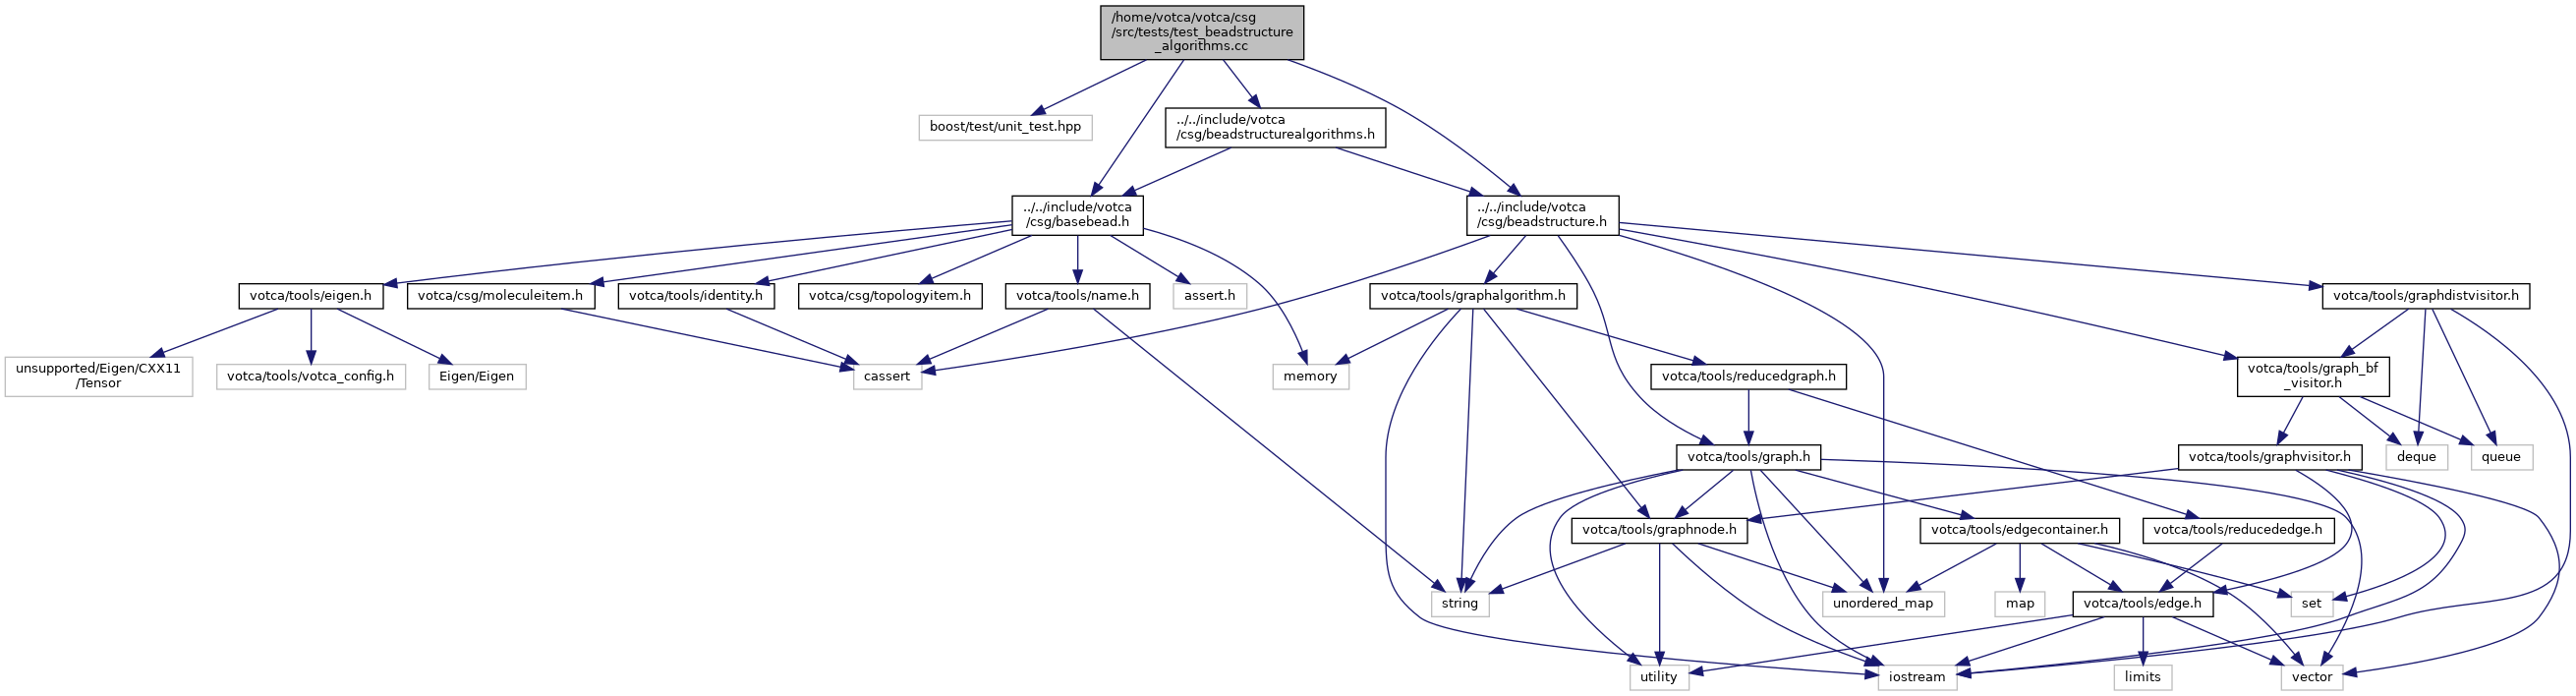 /home/votca/votca/csg
/src/tests/test_beadstructure
_algorithms.cc
boost/test/unit_test.hpp
../../include/votca
/csg/beadstructurealgorithms.h
../../include/votca
/csg/basebead.h
../../include/votca
/csg/beadstructure.h
votca/tools/eigen.h
votca/csg/moleculeitem.h
votca/tools/identity.h
votca/csg/topologyitem.h
votca/tools/name.h
assert.h
votca/tools/graphalgorithm.h
votca/tools/graphdistvisitor.h
unsupported/Eigen/CXX11
/Tensor
votca/tools/votca_config.h
Eigen/Eigen
cassert
memory
votca/tools/reducedgraph.h
votca/tools/graph_bf
_visitor.h
votca/tools/graph.h
votca/tools/graphvisitor.h
deque
queue
votca/tools/graphnode.h
votca/tools/edgecontainer.h
votca/tools/reducededge.h
string
unordered_map
map
votca/tools/edge.h
set
utility
iostream
limits
vector